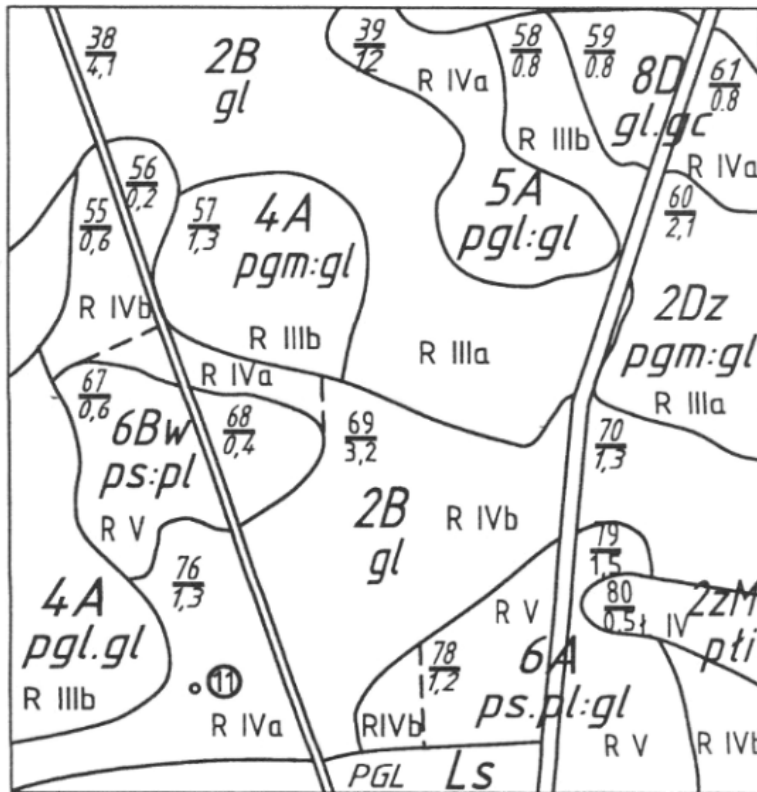 38
4,1
2B
gl
39
12
R IVa
58
0.8
59
0.8
8D
gl.gc
61
0.8
R IIIb
R IVa
56
0,2
55
0,6
57
1,3
4A
pgm:gl
5A
pgl:gl
60
2,1
R IVb
R IIIb
R IIIa
2Dz
pgm:gl
R IIIa
R IVa
67
0,6
6Bw
ps:pl
68
0,4
69
3,2
70
1,3
R V
2B
gl
R IVb
76
1,3
79
1,5
80
0.5
ł IV
2zM
płi
4A
pgl.gl
R IIIb
R V
78
1,2
6A
ps.pl:gl
11
R IVa
RIVb
R V
R IVb
PGL Ls